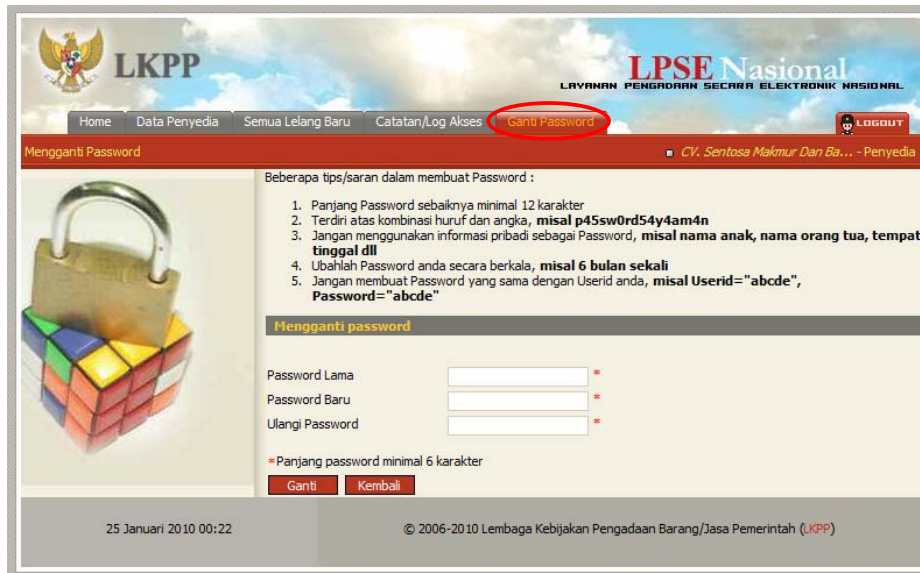 LKPP
LPSE Nasional
LAYANAN PENGADAAN SECARA ELEKTRONIK NASIONAL
Home Data Penyedia Semua Lelang Baru Catatan/Log Akses Ganti Password LOGOUT
Mengganti Password CV. Sentosa Makmur Dan Ba... - Penyedia
Beberapa tips/saran dalam membuat Password :
1. Panjang Password sebaiknya minimal 12 karakter
2. Terdiri atas kombinasi huruf dan angka, misal p45sw0rd54y4am4n
3. Jangan menggunakan informasi pribadi sebagai Password, misal nama anak, nama orang tua, tempat
tinggal dll
4. Ubahlah Password anda secara berkala, misal 6 bulan sekali
5. Jangan membuat Password yang sama dengan Userid anda, misal Userid="abcde",
Password="abcde"
Mengganti password
Password Lama *
Password Baru *
Ulangi Password *
*Panjang password minimal 6 karakter
Ganti Kembali
25 Januari 2010 00:22 © 2006-2010 Lembaga Kebijakan Pengadaan Barang/Jasa Pemerintah (LKPP)